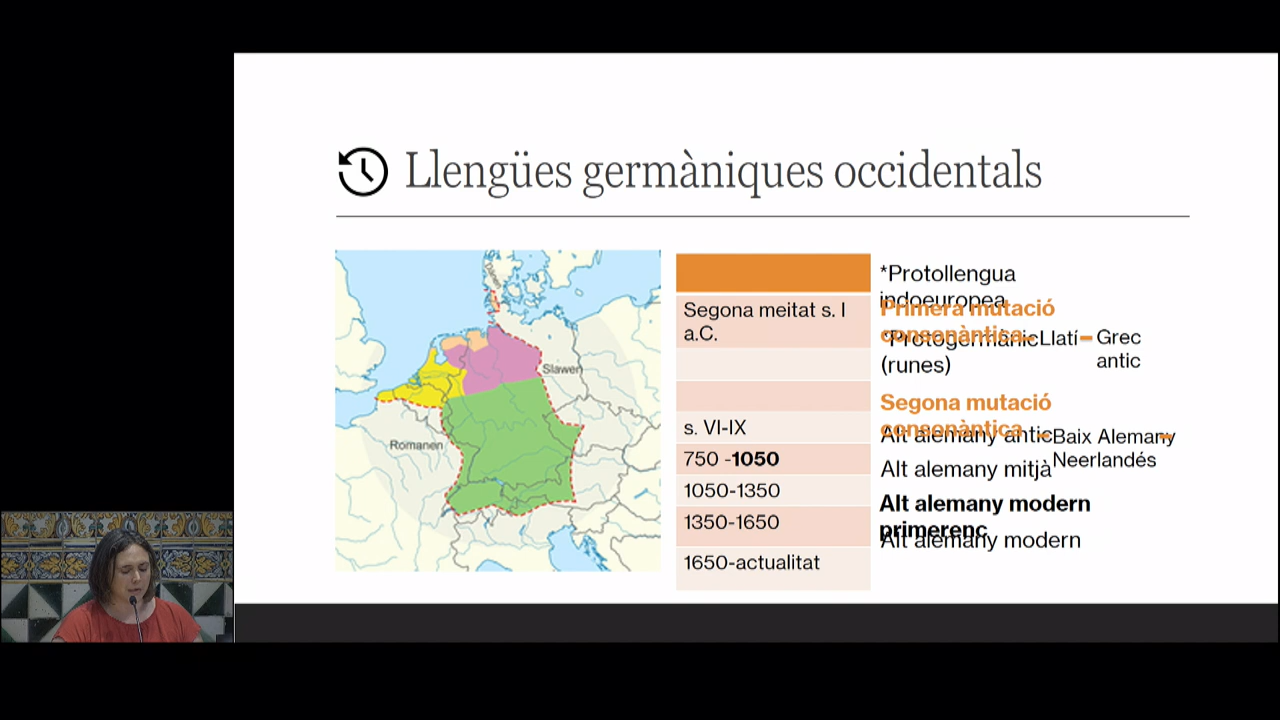 Llengües germàniques occidentals
Slawen
Romanen
Segona meitat s. I
a.C.
s. VI-IX
750 -1050
1050-1350
1350-1650
1650-actualitat
*Protollengua
indoeuropea
Primera mutació
consonàntica
*Protogermànic Llatí Grec
(runes) antic
Segona mutació
consonàntica
Alt alemany antic Baix Alemany
Neerlandés
Alt alemany mitjà
Alt alemany modern
primerenc
Alt alemany modern